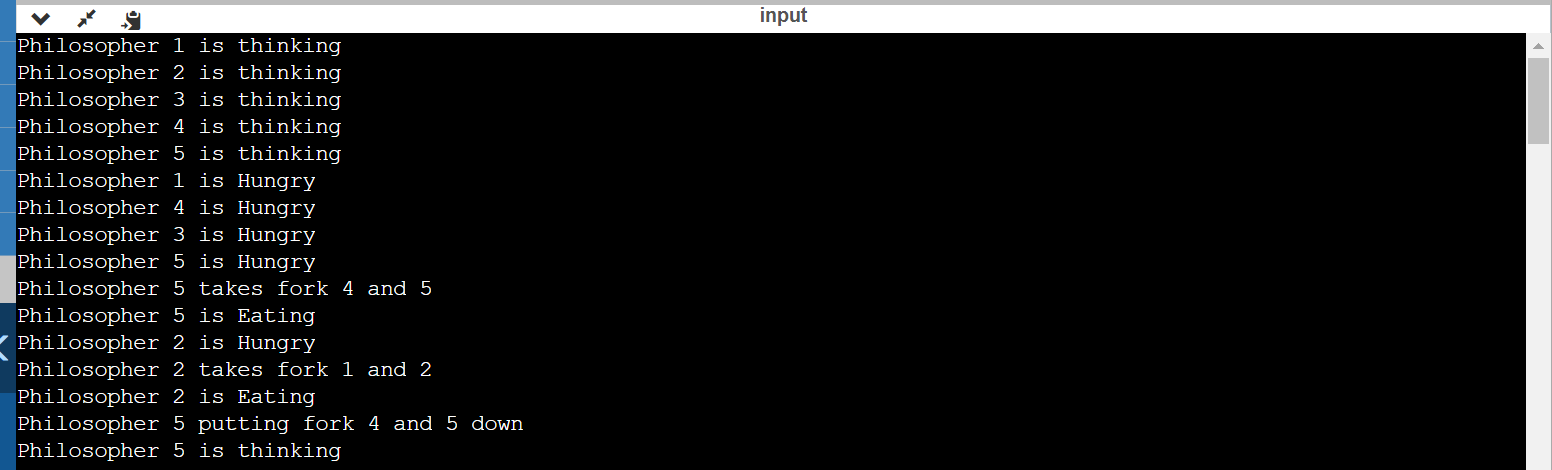 input
Philosopher 1 is thinking
Philosopher 2 is thinking
Philosopher 3 is thinking
Philosopher 4 is thinking
Philosopher 5 is thinking
Philosopher 1 is Hungry
Philosopher 4 is Hungry
Philosopher 3 is Hungry
Philosopher 5 is Hungry
Philosopher 5 takes fork 4 and 5
Philosopher 5 is Eating
Philosopher 2 is Hungry
Philosopher 2 takes fork 1 and 2
Philosopher 2 is Eating
Philosopher 5 putting fork 4 and 5 down
Philosopher 5 is thinking